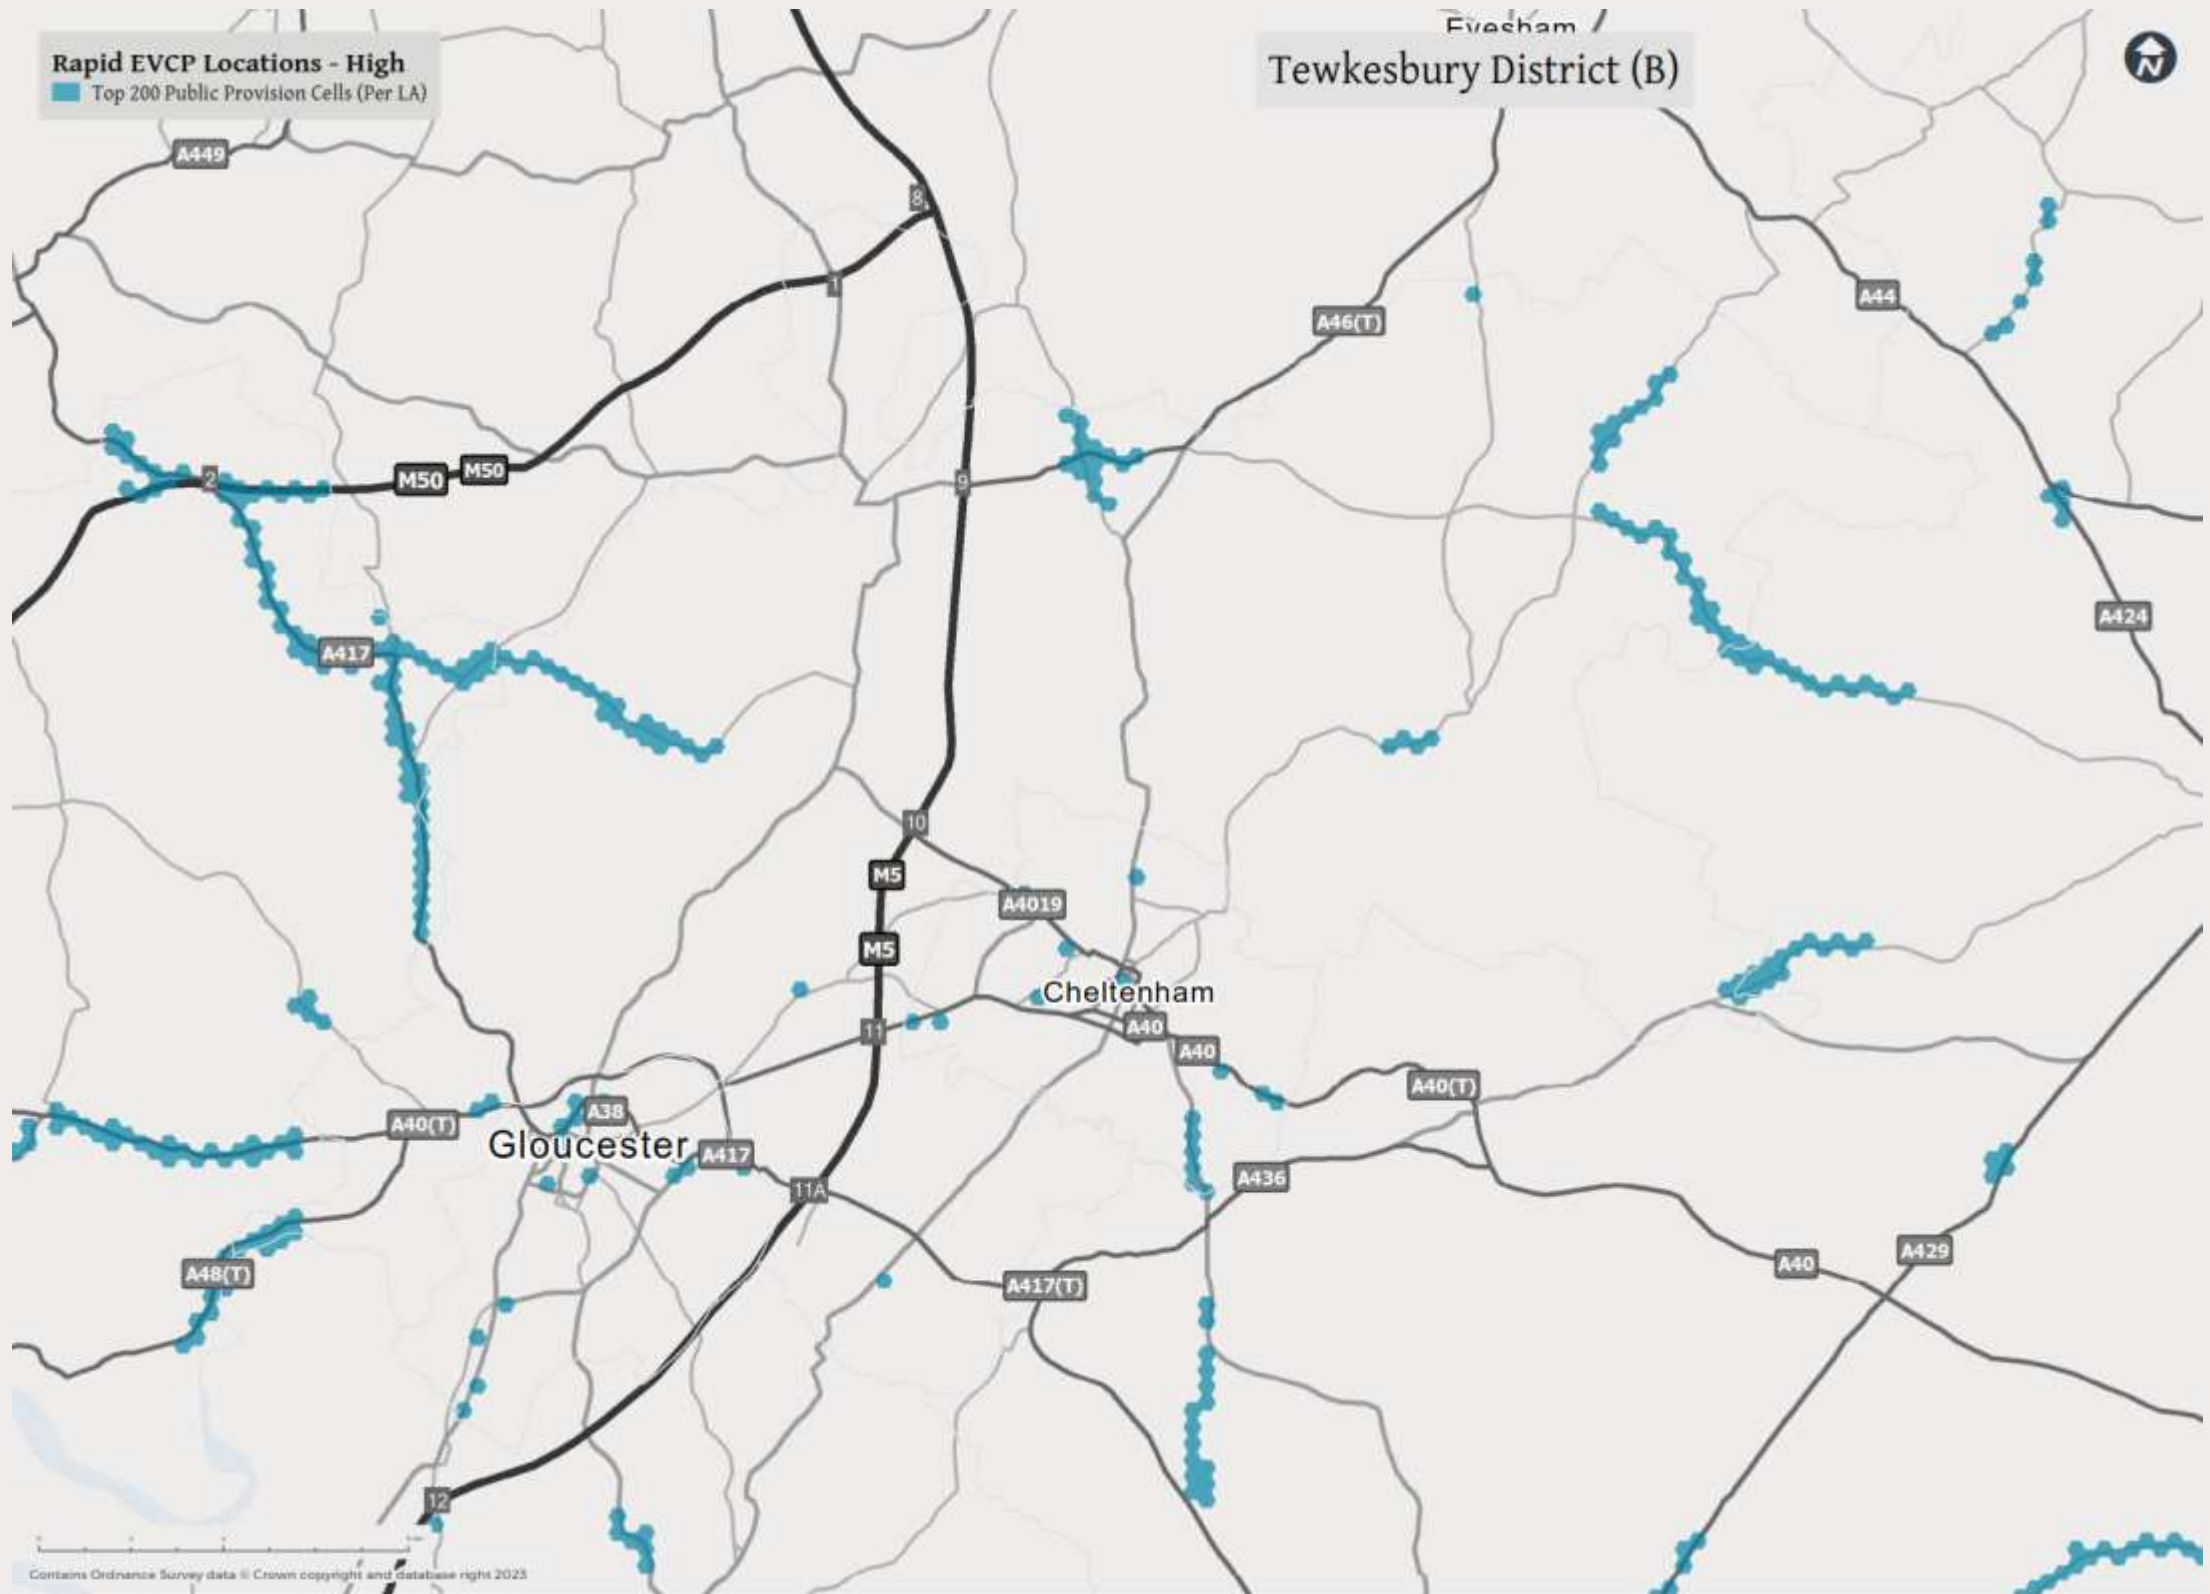 Evesham
Rapid EVCP Locations - High
Top 200 Public Provision Cells (Per LA)
Tewkesbury District (B)
N
A449
8
1
A44
A46(T)
2
M50
M50
9
A424
A417
10
M5
A4019
M5
Cheltenham
11
A40
A40
A40(T)
A38
A40(T)
Gloucester
A417
11A
A436
A48(T)
A417(T)
A40
A429
12
Contains Ordnance Survey data © Crown copyright and database right 2023